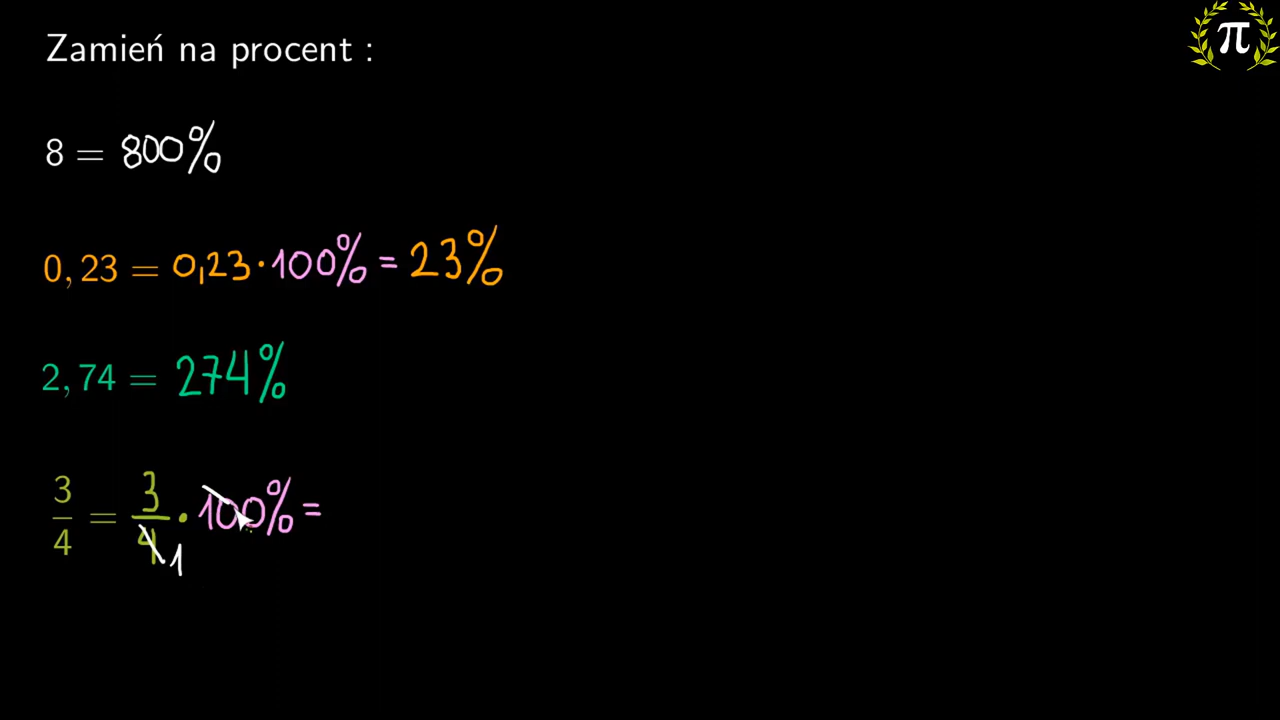 Zamień na procent :
π
8 = 800%
0,23 = 0,23 · 100% = 23%
2,74 = 274%
3/4 = 3/4 1 · 100% =